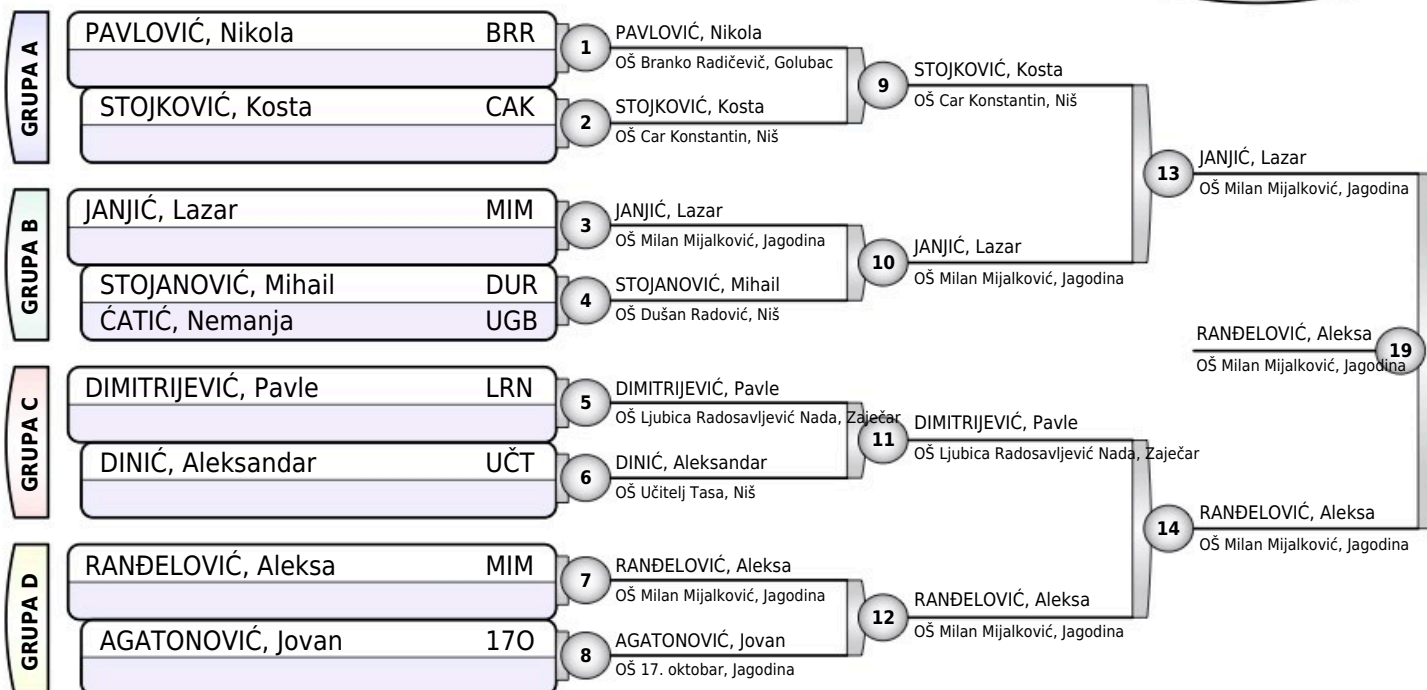 GRUPA A
PAVLOVIĆ, Nikola BRR
STOJKOVIĆ, Kosta CAK
GRUPA B
JANJIĆ, Lazar MIM
STOJANOVIĆ, Mihail DUR
ĆATIĆ, Nemanja UGB
GRUPA C
DIMITRIJEVIĆ, Pavle LRN
DINIĆ, Aleksandar UČT
GRUPA D
RANĐELOVIĆ, Aleksa MIM
AGATONOVIĆ, Jovan 17O
1
PAVLOVIĆ, Nikola
OŠ Branko Radičevič, Golubac
2
STOJKOVIĆ, Kosta
OŠ Car Konstantin, Niš
3
JANJIĆ, Lazar
OŠ Milan Mijalković, Jagodina
4
STOJANOVIĆ, Mihail
OŠ Dušan Radović, Niš
5
DIMITRIJEVIĆ, Pavle
OŠ Ljubica Radosavljević Nada, Zaječar
6
DINIĆ, Aleksandar
OŠ Učitelj Tasa, Niš
7
RANĐELOVIĆ, Aleksa
OŠ Milan Mijalković, Jagodina
8
AGATONOVIĆ, Jovan
OŠ 17. oktobar, Jagodina
9
STOJKOVIĆ, Kosta
OŠ Car Konstantin, Niš
10
JANJIĆ, Lazar
OŠ Milan Mijalković, Jagodina
11
DIMITRIJEVIĆ, Pavle
OŠ Ljubica Radosavljević Nada, Zaječar
12
RANĐELOVIĆ, Aleksa
OŠ Milan Mijalković, Jagodina
13
JANJIĆ, Lazar
OŠ Milan Mijalković, Jagodina
14
RANĐELOVIĆ, Aleksa
OŠ Milan Mijalković, Jagodina
RANĐELOVIĆ, Aleksa
OŠ Milan Mijalković, Jagodina
19